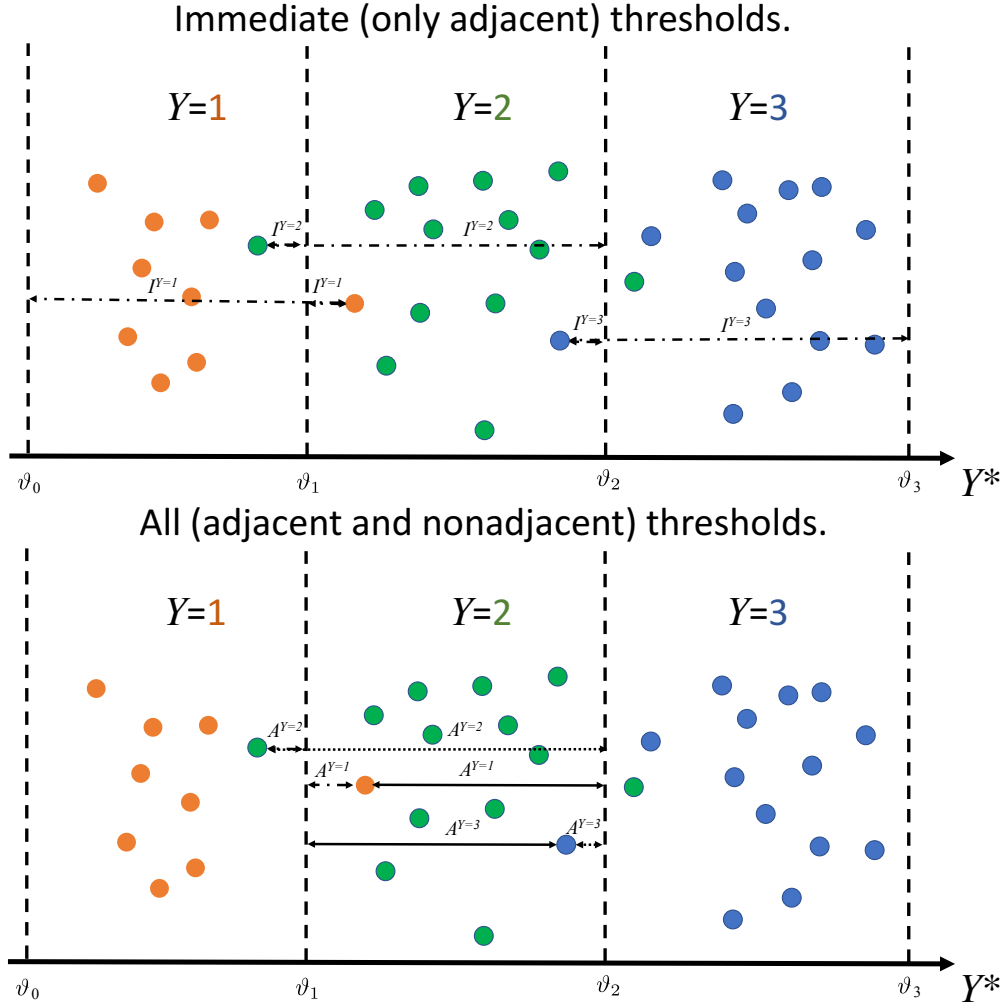 Immediate (only adjacent) thresholds.
Y=1 Y=2 Y=3
I^{Y=2} I^{Y=2}
I^{Y=1} I^{Y=1}
I^{Y=3} I^{Y=3}
ϑ₀ ϑ₁ ϑ₂ ϑ₃ Y*
All (adjacent and nonadjacent) thresholds.
Y=1 Y=2 Y=3
A^{Y=2} A^{Y=2}
A^{Y=1} A^{Y=1}
A^{Y=3} A^{Y=3}
ϑ₀ ϑ₁ ϑ₂ ϑ₃ Y*